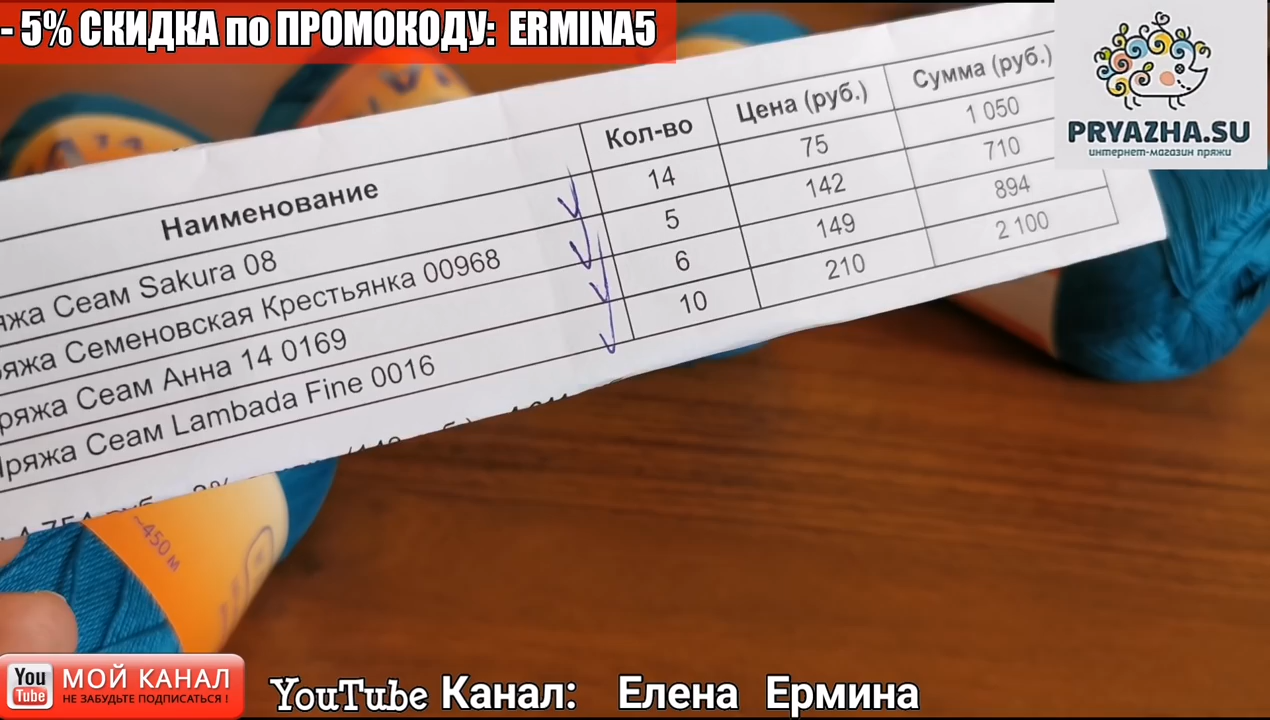 - 5% СКИДКА по ПРОМОКОДУ: ERMINA5
PRYAZHA.SU
интернет-магазин пряжи
Наименование Кол-во Цена (руб.) Сумма (руб.)
яжа Сеам Sakura 08 14 75 1 050
ряжа Семеновская Крестьянка 00968 5 142 710
ряжа Сеам Анна 14 0169 6 149 894
Пряжа Сеам Lambada Fine 0016 10 210 2 100
~450 м
You Tube
МОЙ КАНАЛ
НЕ ЗАБУДЬТЕ ПОДПИСАТЬСЯ !
YouTube Канал: Елена Ермина